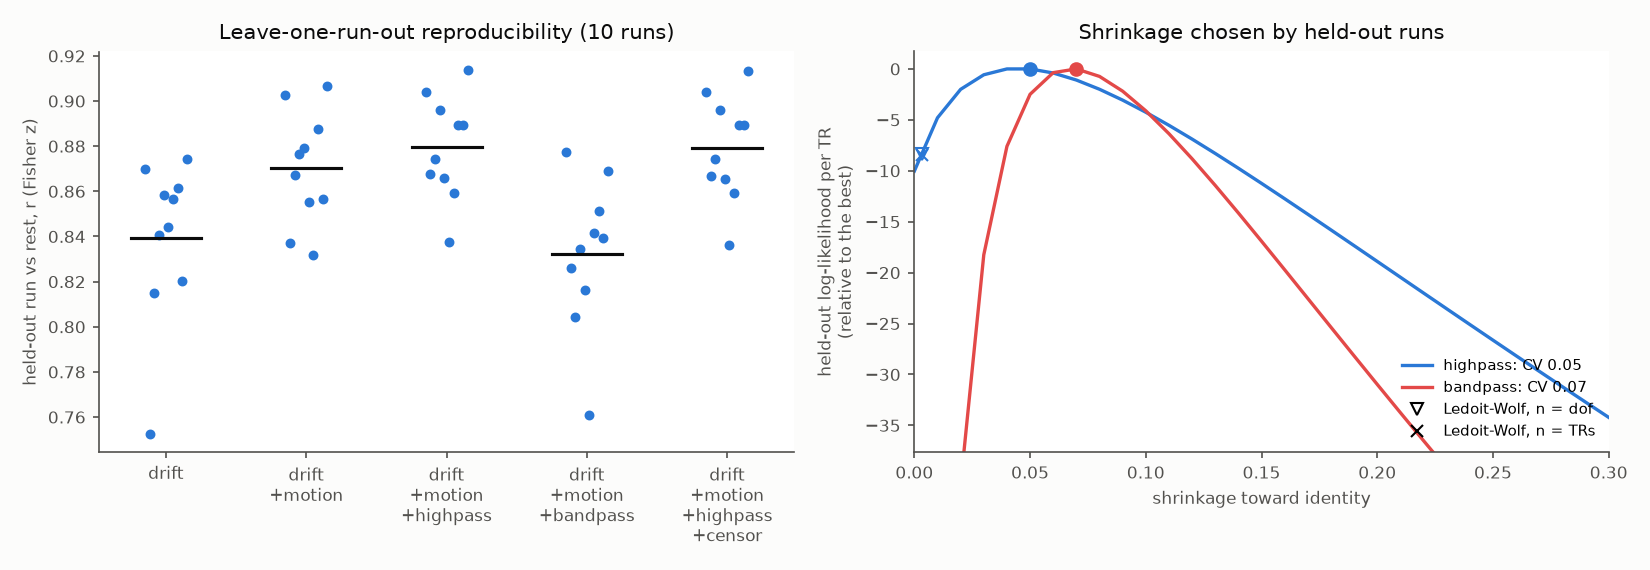 Leave-one-run-out reproducibility (10 runs)
held-out run vs rest, r (Fisher z)
0.92
0.90
0.88
0.86
0.84
0.82
0.80
0.78
0.76
drift
drift
+motion
drift
+motion
+highpass
drift
+motion
+bandpass
drift
+motion
+highpass
+censor
Shrinkage chosen by held-out runs
held-out log-likelihood per TR
(relative to the best)
0
−5
−10
−15
−20
−25
−30
−35
0.00
0.05
0.10
0.15
0.20
0.25
0.30
shrinkage toward identity
highpass: CV 0.05
bandpass: CV 0.07
Ledoit-Wolf, n = dof
Ledoit-Wolf, n = TRs